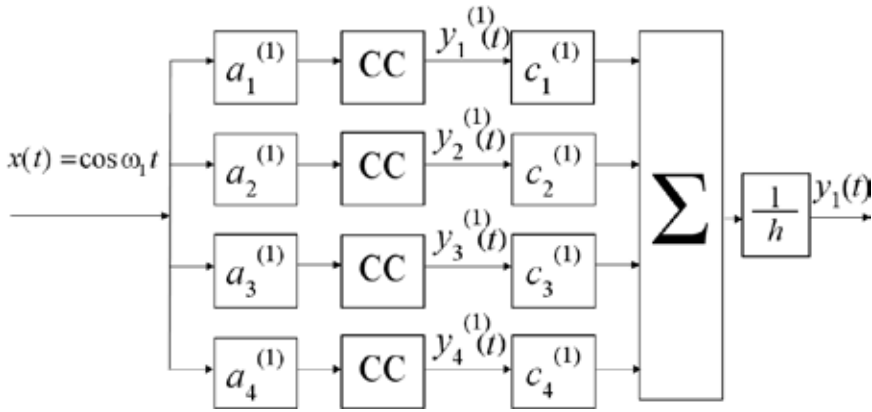 a₁⁽¹⁾ CC y₁⁽¹⁾(t) c₁⁽¹⁾
x(t) = cos ω₁ t
a₂⁽¹⁾ CC y₂⁽¹⁾(t) c₂⁽¹⁾
Σ 1/h y₁(t)
a₃⁽¹⁾ CC y₃⁽¹⁾(t) c₃⁽¹⁾
a₄⁽¹⁾ CC y₄⁽¹⁾(t) c₄⁽¹⁾